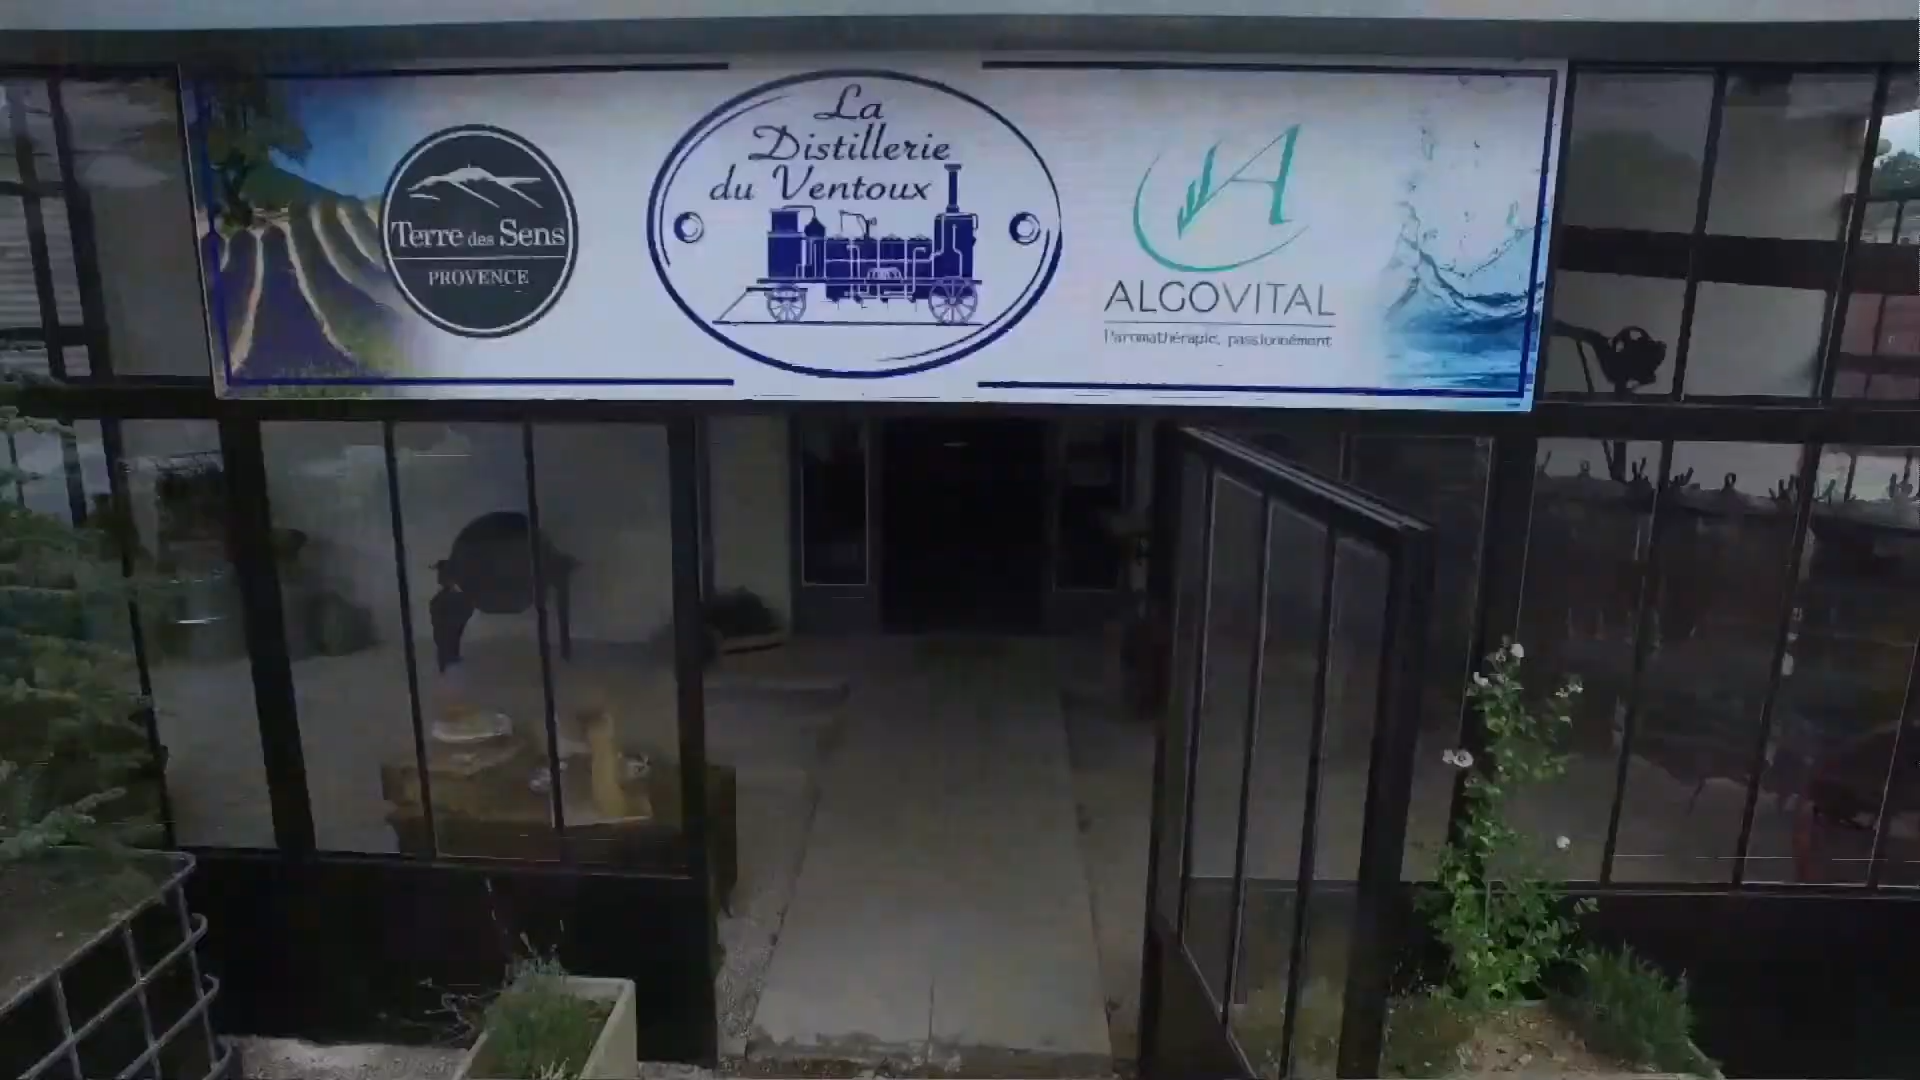 Terre des Sens
PROVENCE
La
Distillerie
du Ventoux
A
ALGOVITAL
l'aromathérapie, passionnément